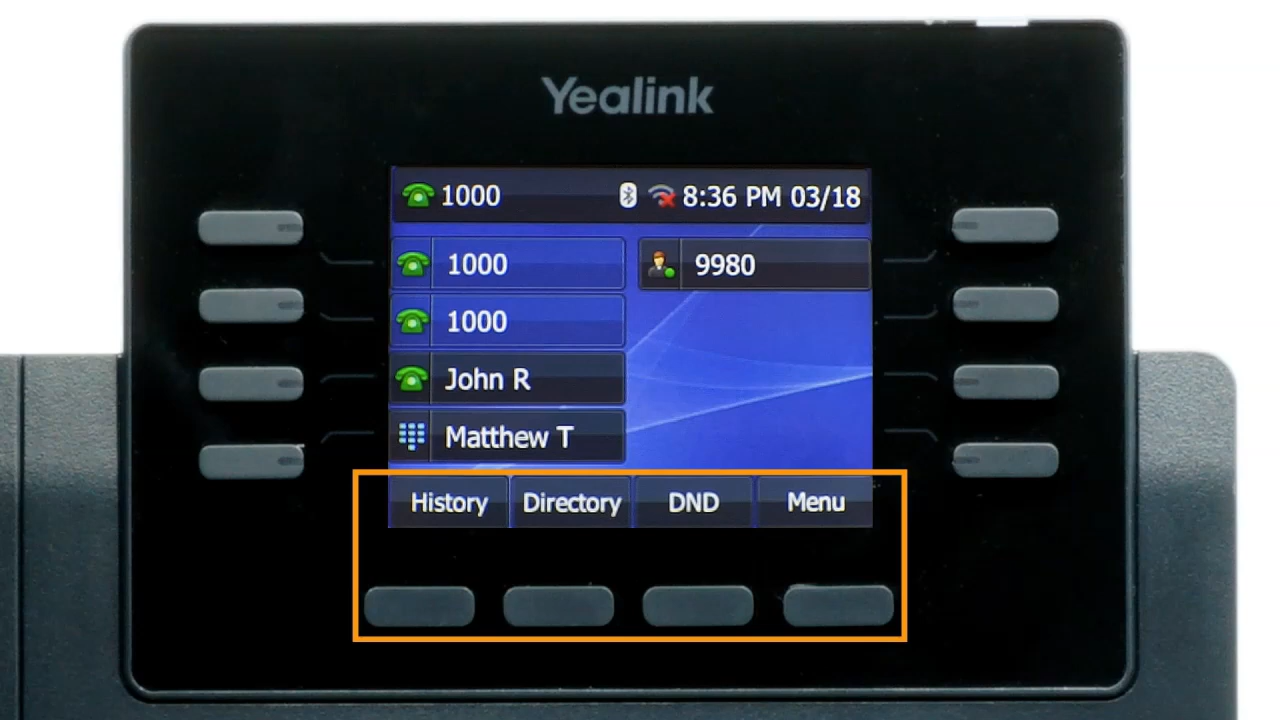 Yealink
1000 8:36 PM 03/18
1000 9980
1000
John R
Matthew T
History Directory DND Menu